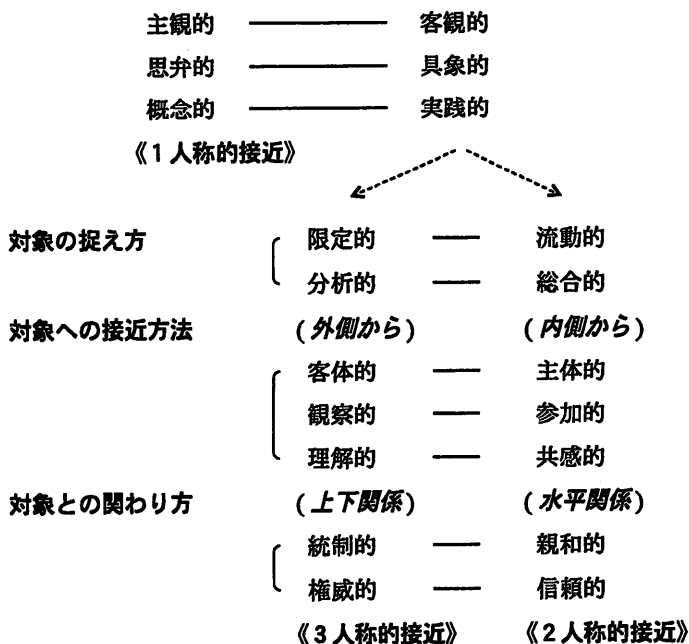 主観的 客観的
思弁的 具象的
概念的 実践的
《1人称的接近》
対象の捉え方 限定的 流動的
分析的 総合的
対象への接近方法 (外側から) (内側から)
客体的 主体的
観察的 参加的
理解的 共感的
対象との関わり方 (上下関係) (水平関係)
統制的 親和的
権威的 信頼的
《3人称的接近》 《2人称的接近》